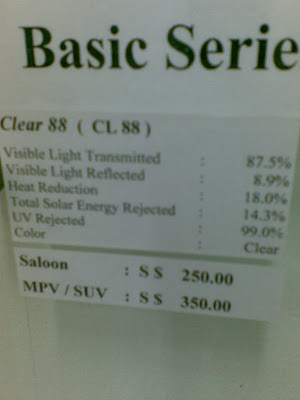 Basic Serie
Clear 88 ( CL 88 )
Visible Light Transmitted : 87.5%
Visible Light Reflected : 8.9%
Heat Reduction : 18.0%
Total Solar Energy Rejected : 14.3%
UV Rejected : 99.0%
Color : Clear
Saloon : S $ 250.00
MPV / SUV : S $ 350.00